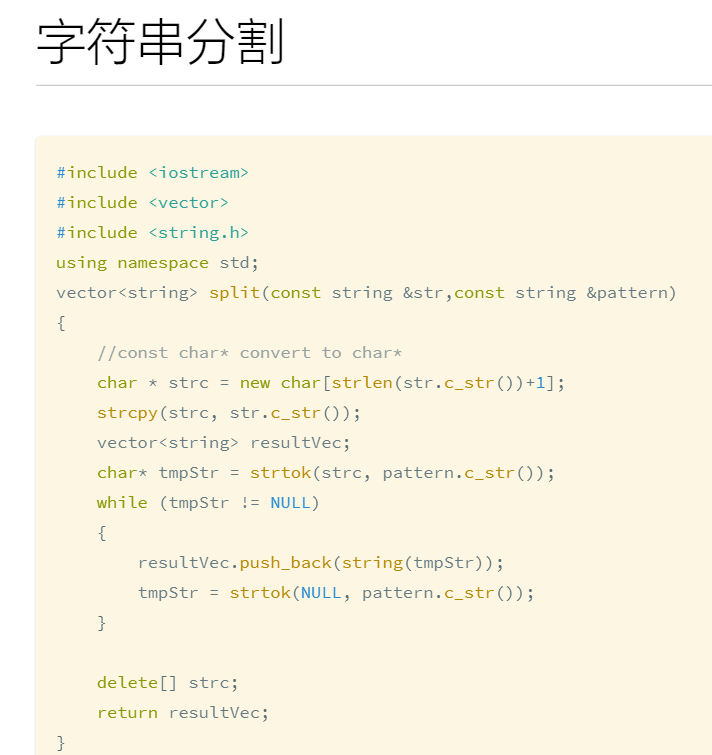 字符串分割
#include <iostream>
#include <vector>
#include <string.h>
using namespace std;
vector<string> split(const string &str,const string &pattern)
{
    //const char* convert to char*
    char * strc = new char[strlen(str.c_str())+1];
    strcpy(strc, str.c_str());
    vector<string> resultVec;
    char* tmpStr = strtok(strc, pattern.c_str());
    while (tmpStr != NULL)
    {
        resultVec.push_back(string(tmpStr));
        tmpStr = strtok(NULL, pattern.c_str());
    }
    delete[] strc;
    return resultVec;
}